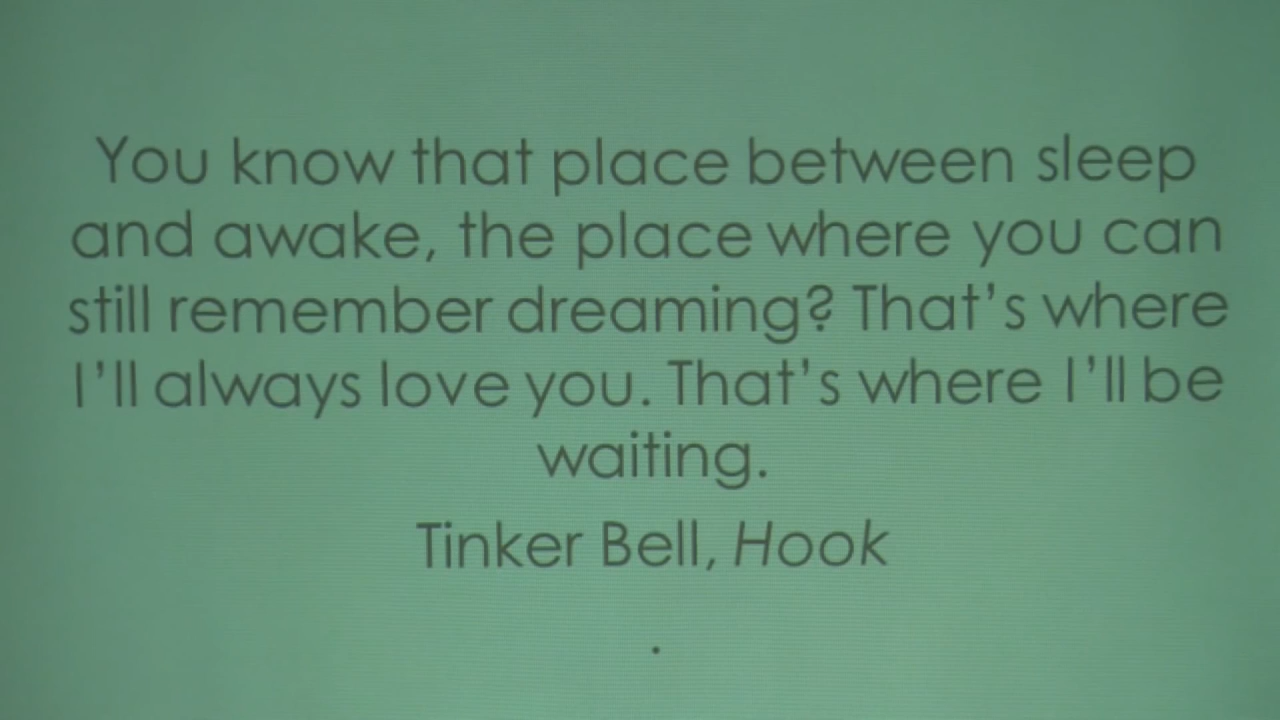 You know that place between sleep
and awake, the place where you can
still remember dreaming? That’s where
I’ll always love you. That’s where I’ll be
waiting.
Tinker Bell, Hook
.